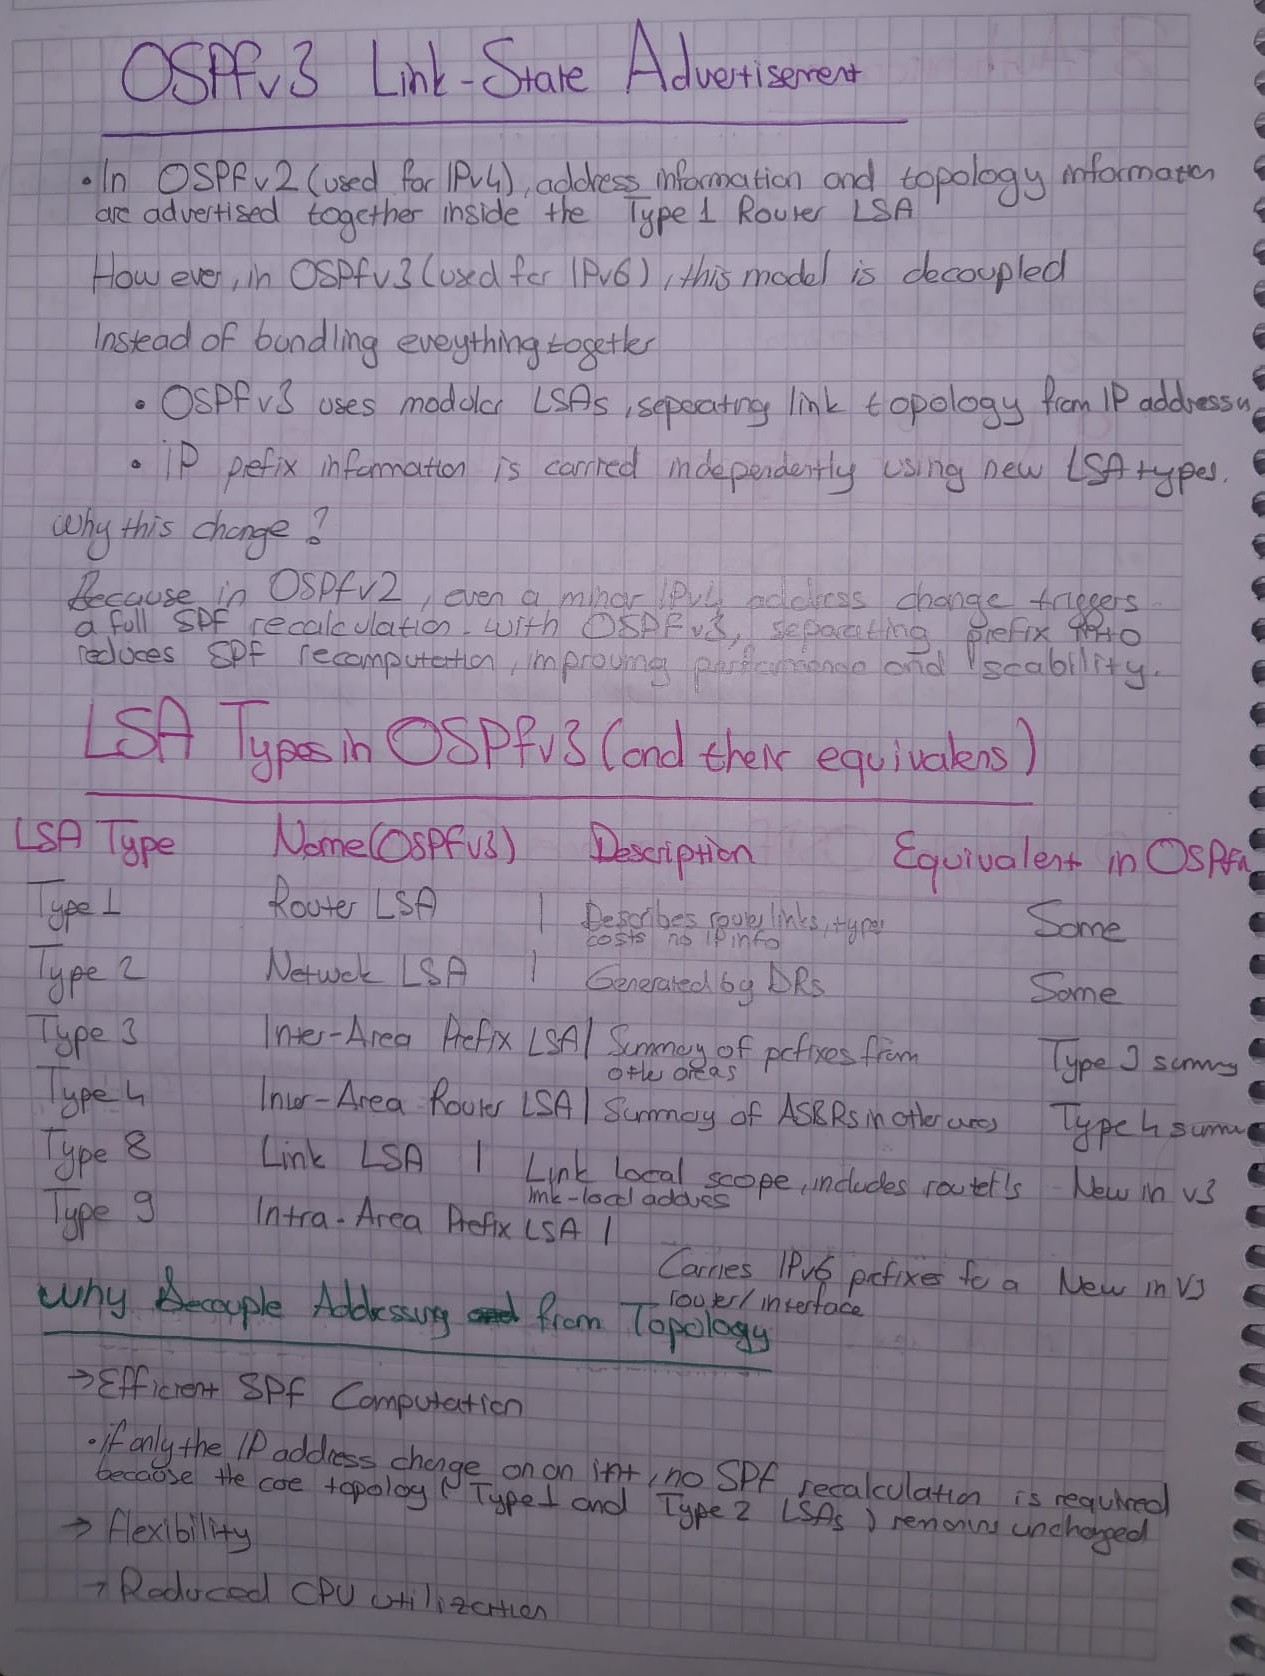 OSPFv3 Link-State Advertisement
• In OSPFv2 (used for IPv4), address information and topology information
are advertised together inside the Type 1 Router LSA
However, in OSPFv3 (used for IPv6), this model is decoupled
Instead of bundling eveything together
• OSPFv3 uses modular LSAs, seperating link topology from IP
• IP prefix information is carried independently using new LSA types.
Why this change?
Because in OSPFv2, even a minor IPv4 address change triggers
a full SPF recalculation. with OSPFv3, separating prefix
reduces SPF recomputation, improving performance and scability.
LSA Types in OSPFv3 (and their equivalens)
LSA Type Name(OSPFv3) Description Equivalent in
Type 1 Router LSA | Describes router links, types
costs no IP info Same
Type 2 Netwok LSA | Generated by DRs Same
Type 3 Inter-Area Prefix LSA | Summary of prefixes from
other areas Type 3 summy
Type 4 Inter-Area Router LSA | Summary of ASBRs in other areas Type 4
Type 8 Link LSA | Link local scope, includes router's
link-local address New in v3
Type 9 Intra-Area Prefix LSA |
Carries IPv6 prefixes fo a
router/interface New in V3
Why Decouple Addressing from Topology
→ Efficient SPF Computation
• if only the IP address change on an int, no SPF recalculation is required
because the core topology (Type 1 and Type 2 LSAs) remains unchanged
→ Flexibility
→ Reduced CPU utilization